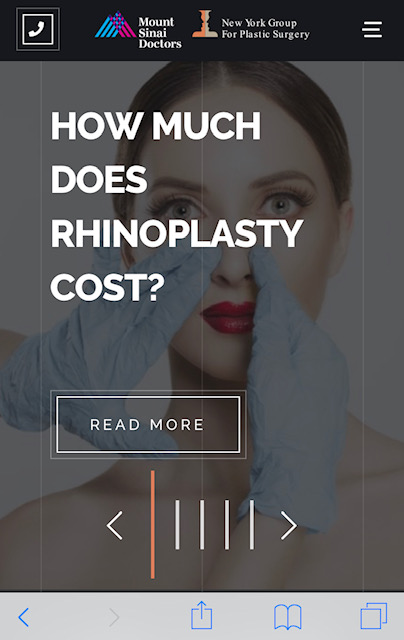 Mount
Sinai
Doctors
New York Group
For Plastic Surgery
HOW MUCH
DOES
RHINOPLASTY
COST?
READ MORE